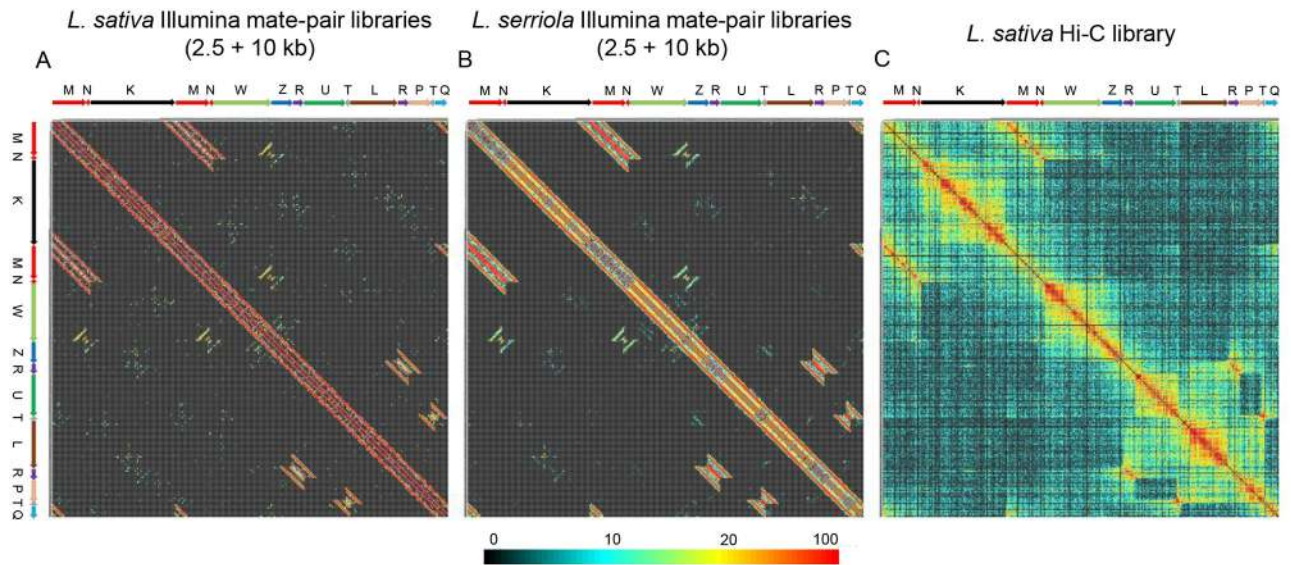 L. sativa Illumina mate-pair libraries
(2.5 + 10 kb)
L. serriola Illumina mate-pair libraries
(2.5 + 10 kb)
L. sativa Hi-C library
A
B
C
M N K M N W Z R U T L R P T Q
M N K M N W Z R U T L R P T Q
M N K M N W Z R U T L R P T Q
M
N
K
M
N
W
Z
R
U
T
L
R
P
T
Q
0 10 20 100